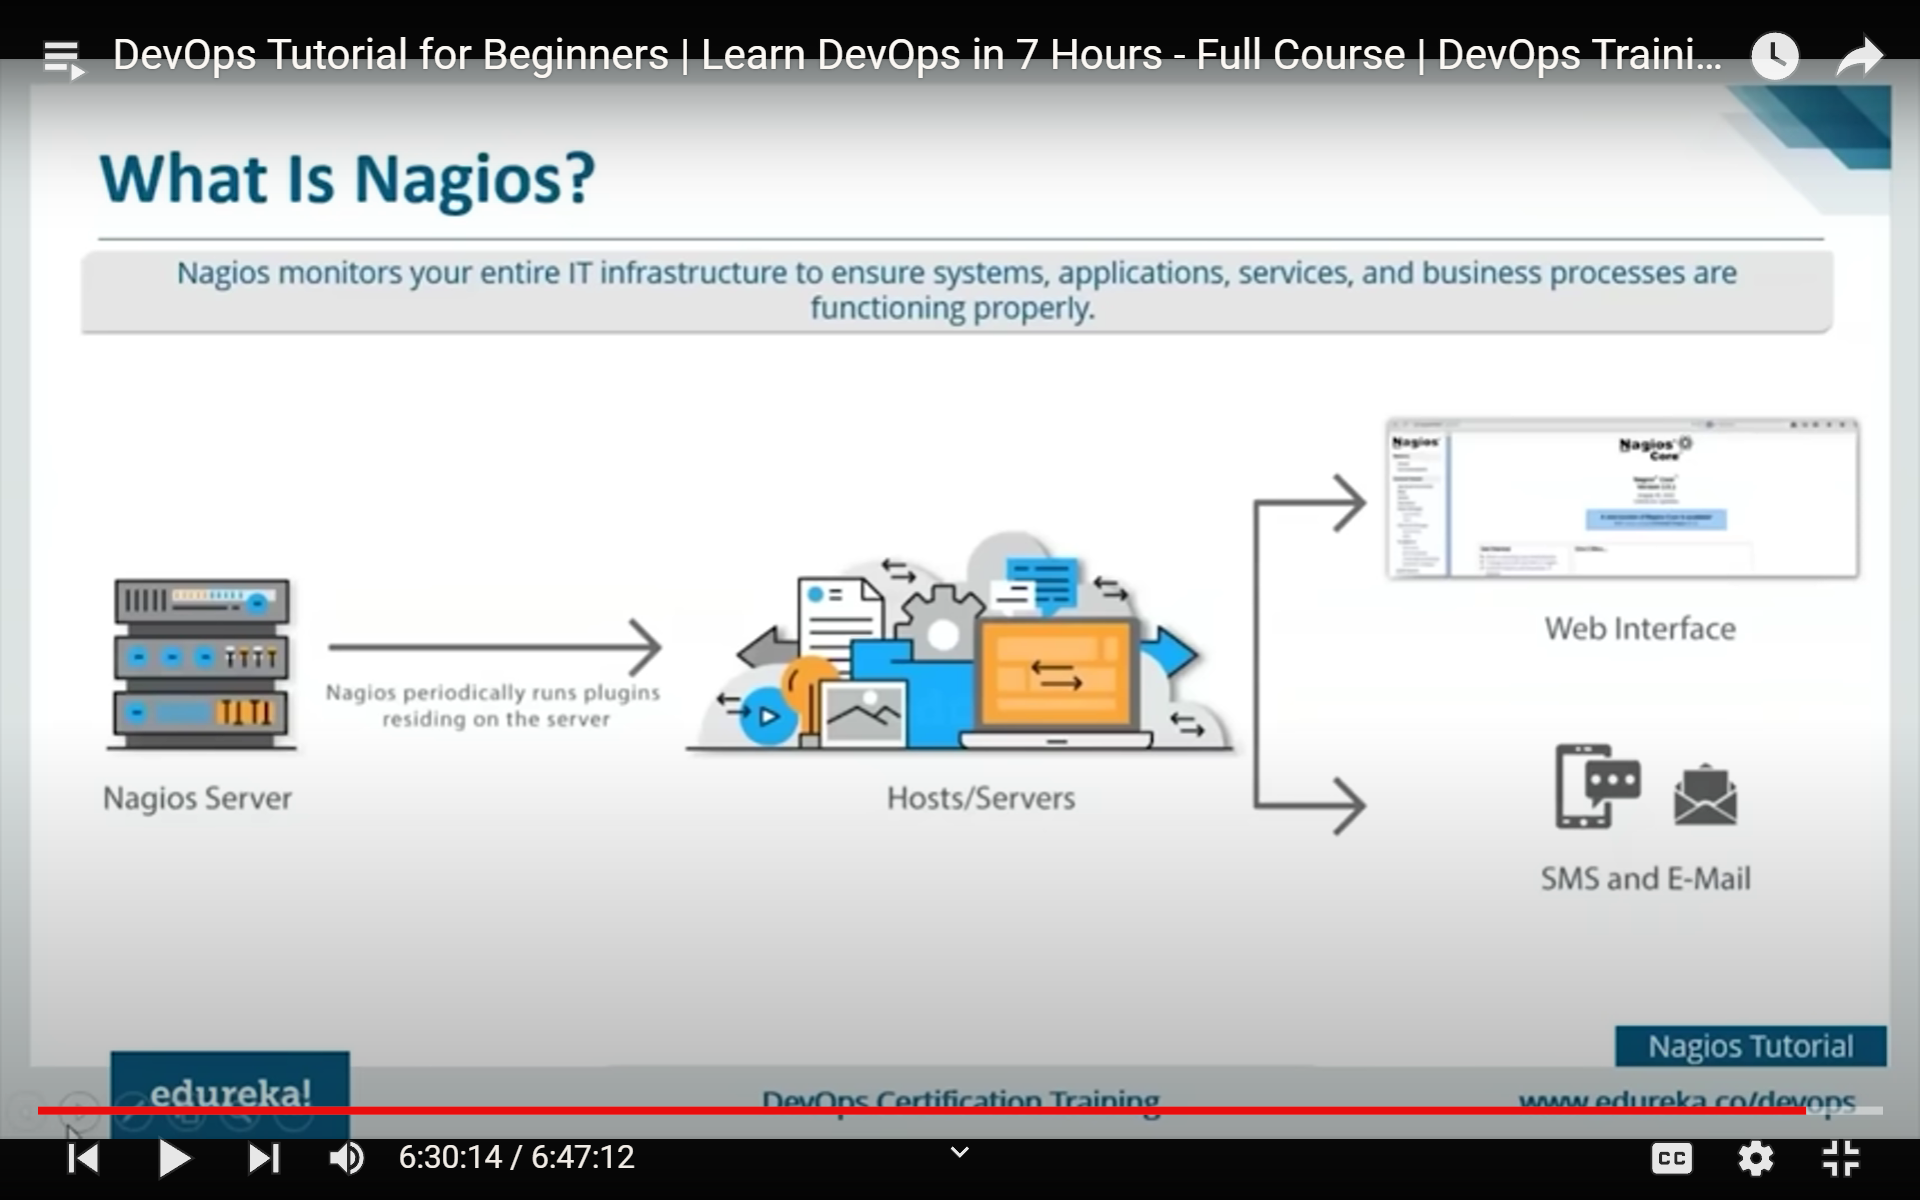 DevOps Tutorial for Beginners | Learn DevOps in 7 Hours - Full Course | DevOps Traini...
What Is Nagios?
Nagios monitors your entire IT infrastructure to ensure systems, applications, services, and business processes are
functioning properly.
Nagios
Nagios
Core
Web Interface
Nagios periodically runs plugins
residing on the server
Nagios Server
Hosts/Servers
SMS and E-Mail
Nagios Tutorial
edureka!
DevOps Certification Training
www.edureka.co/devops
6:30:14 / 6:47:12
CC